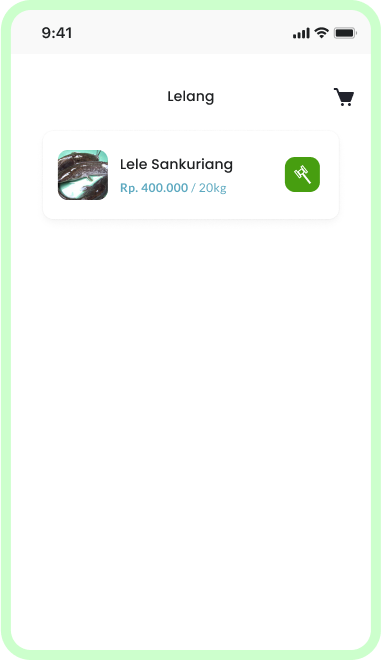 9:41
Lelang
Lele Sankuriang
Rp. 400.000 / 20kg